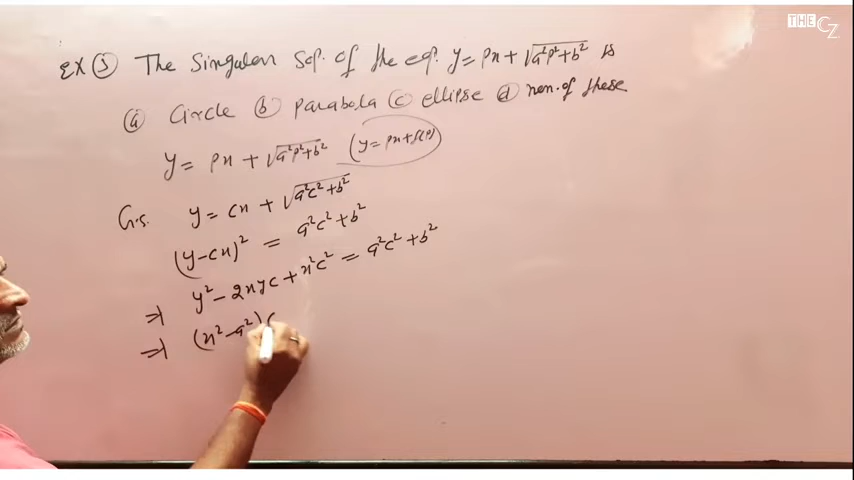 THE CZ
EX (5) The Singular Sol. of the eq. y = px + √a²p²+b² is
(a) Circle (b) Parabola (c) ellipse (d) non. of these
y = px + √a²p²+b² (y = px+f(p))
G.s. y = cx + √a²c²+b²
(y-cx)² = a²c²+b²
⇒ y² - 2xyc + x²c² = a²c²+b²
⇒ (x²-a²)c